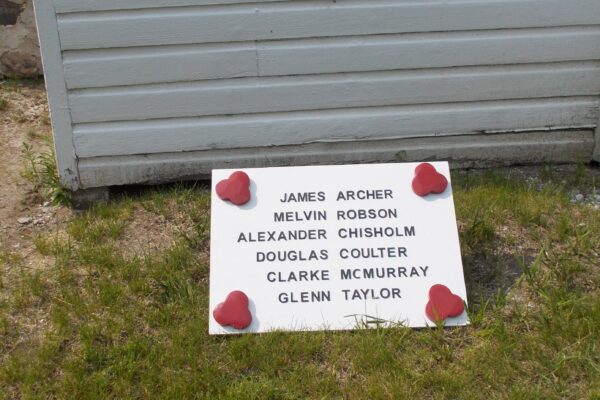 JAMES ARCHER
MELVIN ROBSON
ALEXANDER CHISHOLM
DOUGLAS COULTER
CLARKE MCMURRAY
GLENN TAYLOR